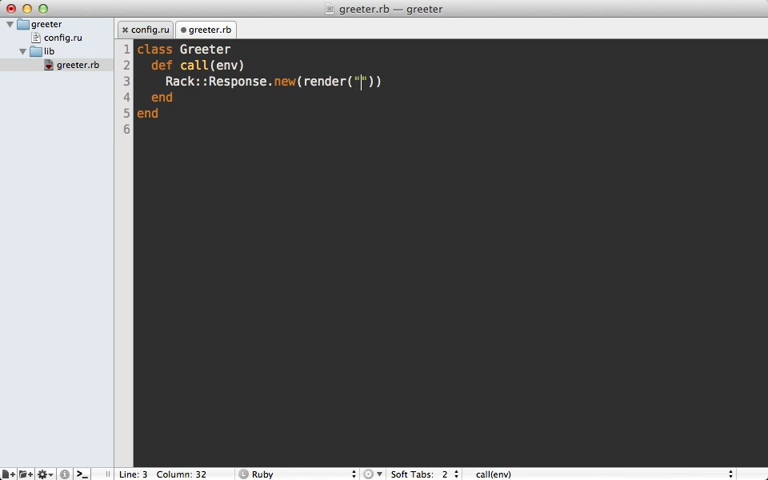 greeter.rb — greeter
greeter
config.ru
lib
greeter.rb
config.ru
greeter.rb
1 class Greeter
2 def call(env)
3 Rack::Response.new(render(""))
4 end
5 end
6
Line: 3 Column: 32
Ruby
Soft Tabs: 2
call(env)